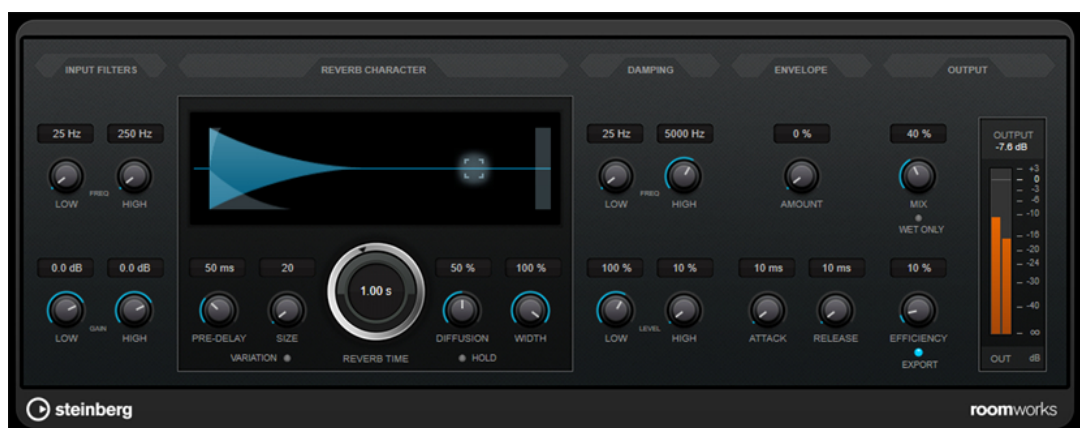 INPUT FILTERS
REVERB CHARACTER
DAMPING
ENVELOPE
OUTPUT
25 Hz 250 Hz
LOW FREQ HIGH
0.0 dB 0.0 dB
LOW GAIN HIGH
50 ms 20
1.00 s
50 % 100 %
PRE-DELAY SIZE
REVERB TIME
DIFFUSION WIDTH
VARIATION
HOLD
25 Hz 5000 Hz
LOW FREQ HIGH
100 % 10 %
LOW LEVEL HIGH
0 %
AMOUNT
10 ms 10 ms
ATTACK RELEASE
40 %
MIX
WET ONLY
10 %
EFFICIENCY
EXPORT
OUTPUT
-7.6 dB
+3
0
-3
-6
-10
-16
-20
-24
-30
-40
∞
OUT dB
steinberg
roomworks